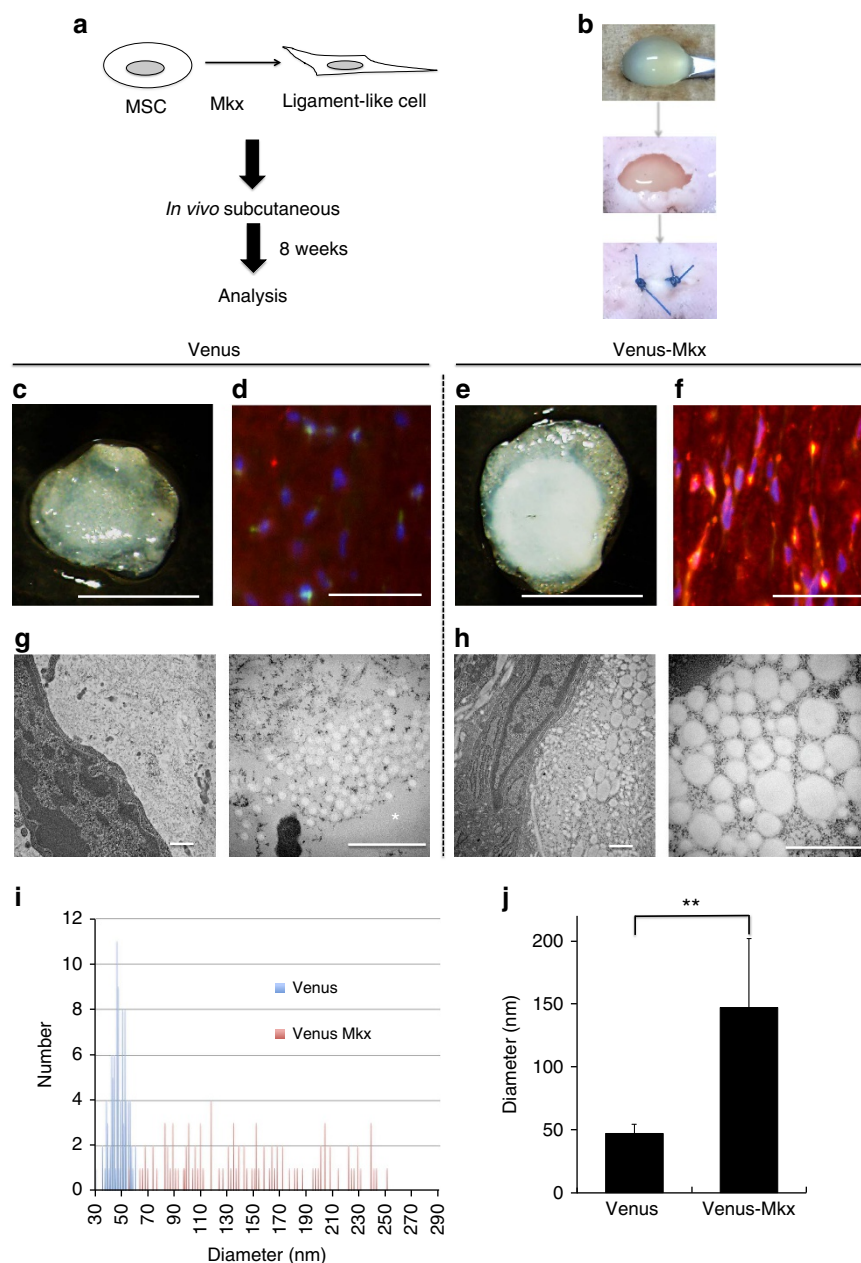 a
MSC
Mkx
Ligament-like cell
In vivo subcutaneous
8 weeks
Analysis
b
Venus
Venus-Mkx
c
d
e
f
g
*
h
i
12
10
8
6
4
2
0
Number
Venus
Venus Mkx
30 50 70 90 110 130 150 170 190 210 230 250 270 290
Diameter (nm)
j
**
200
150
100
50
0
Diameter (nm)
Venus
Venus-Mkx